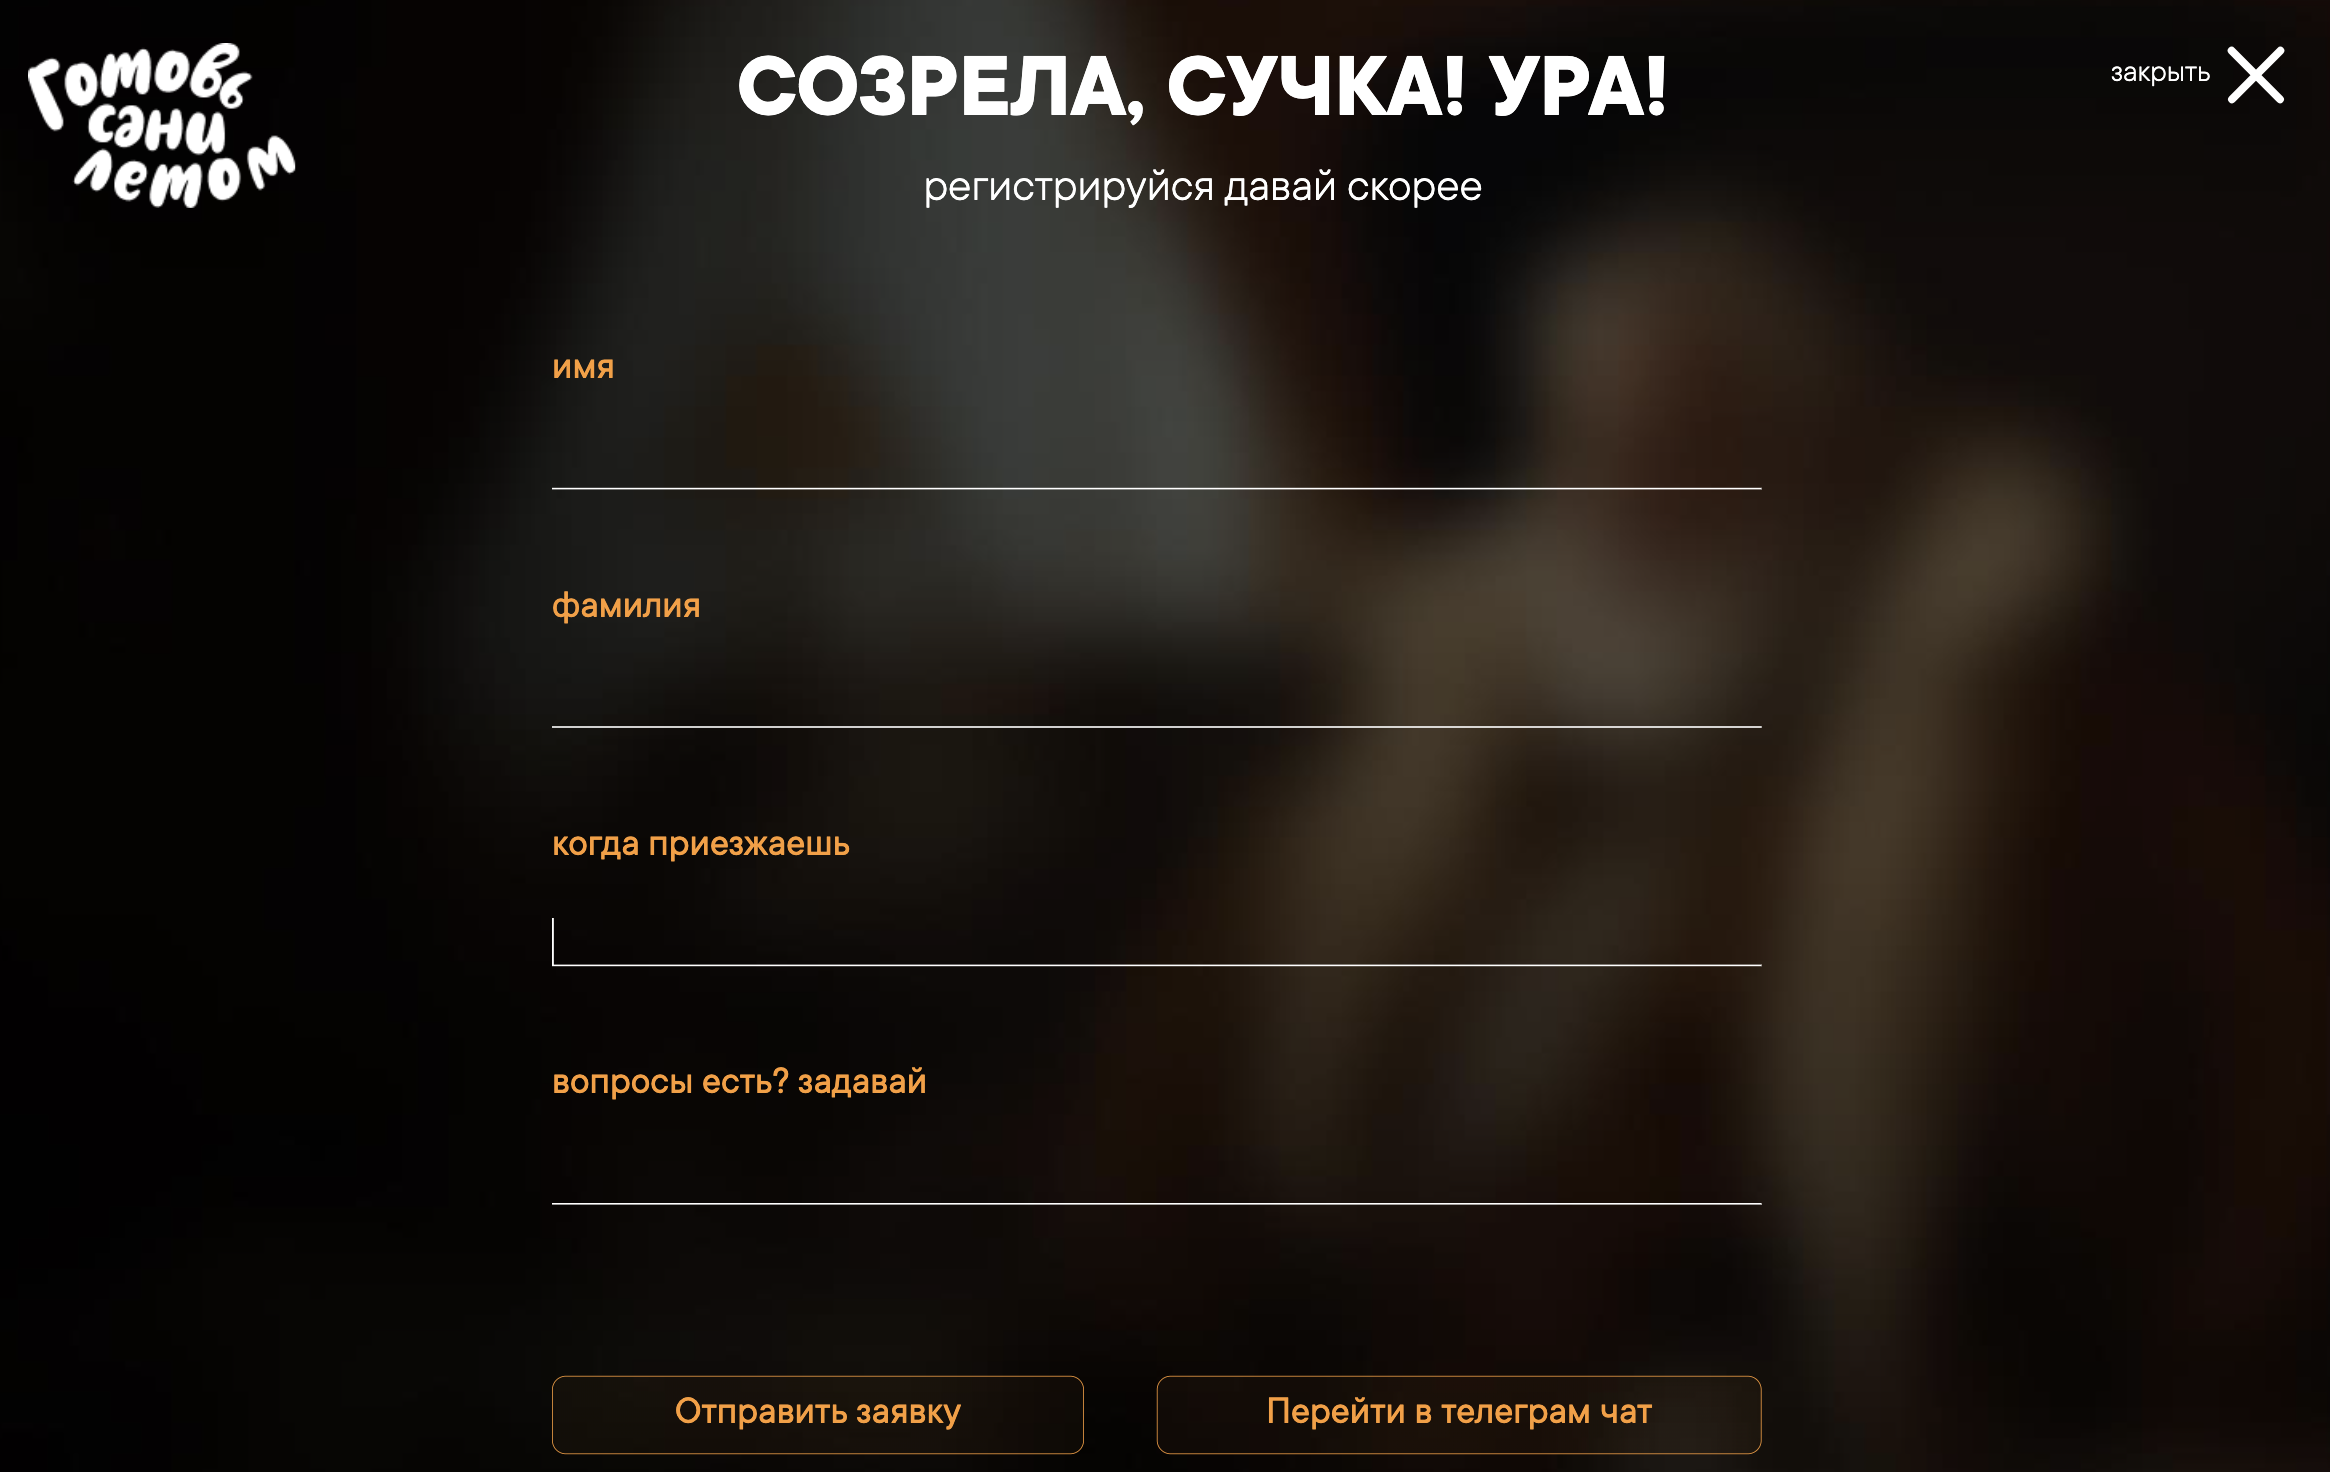 Готовь
сани
летом
СОЗРЕЛА, СУЧКА! УРА!
закрыть
регистрируйся давай скорее
имя
фамилия
когда приезжаешь
вопросы есть? задавай
Отправить заявку
Перейти в телеграм чат